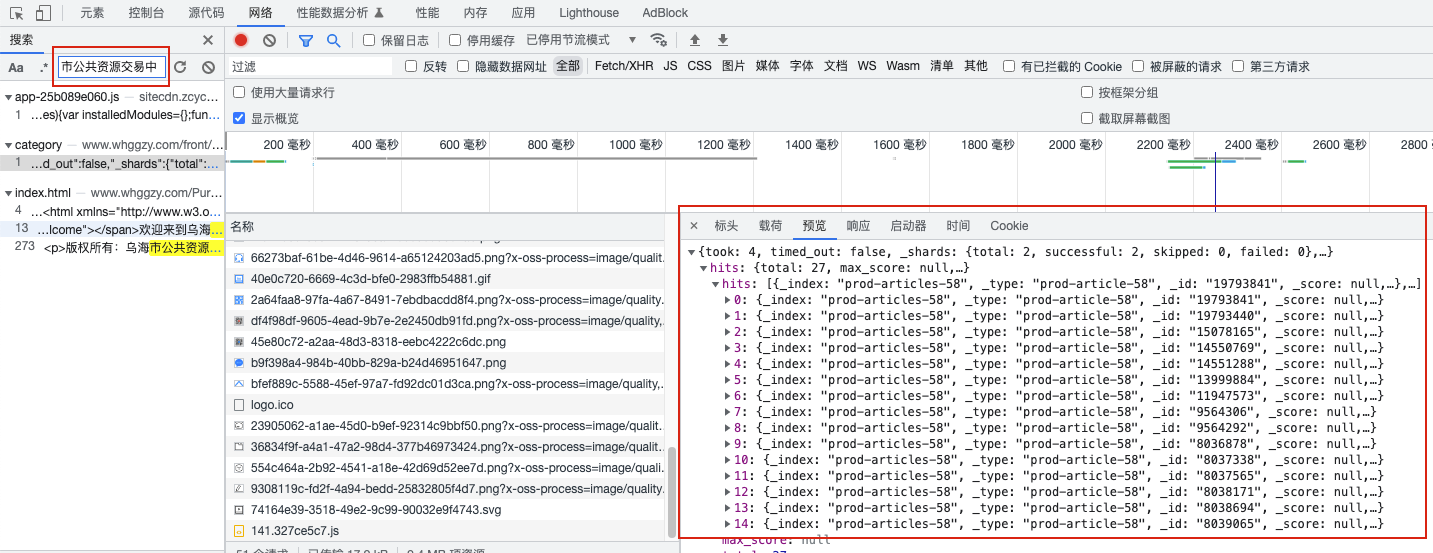 元素 控制台 源代码 网络 性能数据分析 性能 内存 应用 Lighthouse AdBlock
搜索
Aa .* 市公共资源交易中
保留日志 停用缓存 已停用节流模式
过滤
反转 隐藏数据网址 全部 Fetch/XHR JS CSS 图片 媒体 字体 文档 WS Wasm 清单 其他 有已拦截的 Cookie 被屏蔽的请求 第三方请求
使用大量请求行 按框架分组
显示概览 截取屏幕截图
200 毫秒 400 毫秒 600 毫秒 800 毫秒 1000 毫秒 1200 毫秒 1400 毫秒 1600 毫秒 1800 毫秒 2000 毫秒 2200 毫秒 2400 毫秒 2600 毫秒 2800
app-25b089e060.js — sitecdn.zcyc…
1 …es){var installedModules={};fun…
category — www.whggzy.com/front/…
1 …d_out":false,"_shards":{"total":…
index.html — www.whggzy.com/Pur…
4 …<html xmlns="http://www.w3.o…
13 …lcome"></span>欢迎来到乌海市公共…
273 <p>版权所有：乌海市公共资源…
名称
66273baf-61be-4d46-9614-a65124203ad5.png?x-oss-process=image/qualit…
40e0c720-6669-4c3d-bfe0-2983ffb54881.gif
2a64faa8-97fa-4a67-8491-7ebdbacdd8f4.png?x-oss-process=image/quality…
df4f98df-9605-4ead-9b7e-2e2450db91fd.png?x-oss-process=image/quality,…
45e80c72-a2aa-48d3-8318-eebc4222c6dc.png
b9f398a4-984b-40bb-829a-b24d46951647.png
bfef889c-5588-45ef-97a7-fd92dc01d3ca.png?x-oss-process=image/quality,…
logo.ico
23905062-a1ae-45d0-b9ef-92314c9bbf50.png?x-oss-process=image/qualit…
36834f9f-a4a1-47a2-98d4-377b46973424.png?x-oss-process=image/qualit…
554c464a-2b92-4541-a18e-42d69d52ee7d.png?x-oss-process=image/quali…
9308119c-fd2f-4a94-bedd-25832805f4d7.png?x-oss-process=image/qualit…
74164e39-3518-49e2-9c99-90032e9f4743.svg
141.327ce5c7.js
标头 载荷 预览 响应 启动器 时间 Cookie
{took: 4, timed_out: false, _shards: {total: 2, successful: 2, skipped: 0, failed: 0},…}
hits: {total: 27, max_score: null,…}
hits: [{_index: "prod-articles-58", _type: "prod-article-58", _id: "19793841", _score: null,…},…]
0: {_index: "prod-articles-58", _type: "prod-article-58", _id: "19793841", _score: null,…}
1: {_index: "prod-articles-58", _type: "prod-article-58", _id: "19793440", _score: null,…}
2: {_index: "prod-articles-58", _type: "prod-article-58", _id: "15078165", _score: null,…}
3: {_index: "prod-articles-58", _type: "prod-article-58", _id: "14550769", _score: null,…}
4: {_index: "prod-articles-58", _type: "prod-article-58", _id: "14551288", _score: null,…}
5: {_index: "prod-articles-58", _type: "prod-article-58", _id: "13999884", _score: null,…}
6: {_index: "prod-articles-58", _type: "prod-article-58", _id: "11947573", _score: null,…}
7: {_index: "prod-articles-58", _type: "prod-article-58", _id: "9564306", _score: null,…}
8: {_index: "prod-articles-58", _type: "prod-article-58", _id: "9564292", _score: null,…}
9: {_index: "prod-articles-58", _type: "prod-article-58", _id: "8036878", _score: null,…}
10: {_index: "prod-articles-58", _type: "prod-article-58", _id: "8037338", _score: null,…}
11: {_index: "prod-articles-58", _type: "prod-article-58", _id: "8037565", _score: null,…}
12: {_index: "prod-articles-58", _type: "prod-article-58", _id: "8038171", _score: null,…}
13: {_index: "prod-articles-58", _type: "prod-article-58", _id: "8038694", _score: null,…}
14: {_index: "prod-articles-58", _type: "prod-article-58", _id: "8039065", _score: null,…}
max_score: null